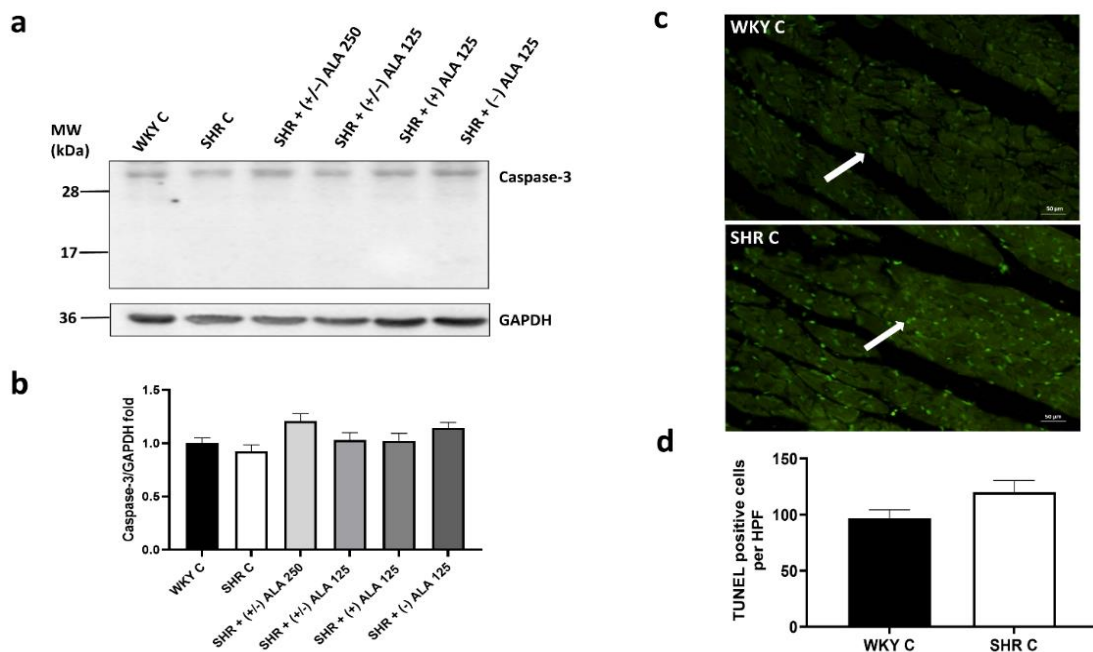 a
WKY C
SHR C
SHR + (+/−) ALA 250
SHR + (+/−) ALA 125
SHR + (+) ALA 125
SHR + (−) ALA 125
MW
(kDa)
28
17
Caspase-3
36
GAPDH
b
Caspase-3/GAPDH fold
1.5
1.0
0.5
0.0
WKY C
SHR C
SHR + (+/-) ALA 250
SHR + (+/-) ALA 125
SHR + (+) ALA 125
SHR + (-) ALA 125
c
WKY C
50 µm
SHR C
50 µm
d
TUNEL positive cells
per HPF
150
100
50
0
WKY C
SHR C